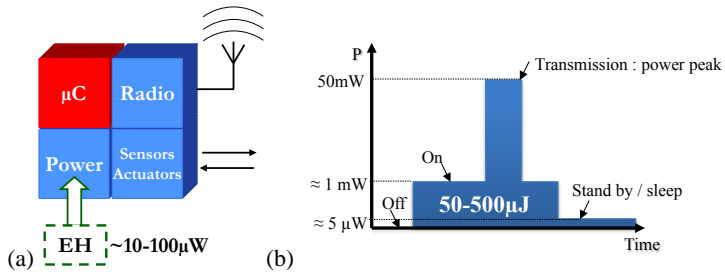 µC
Radio
Power
Sensors
Actuators
(a)
EH
~10-100µW
P
50mW
Transmission : power peak
On
≈ 1 mW
Off
50-500µJ
Stand by / sleep
≈ 5 µW
(b)
Time